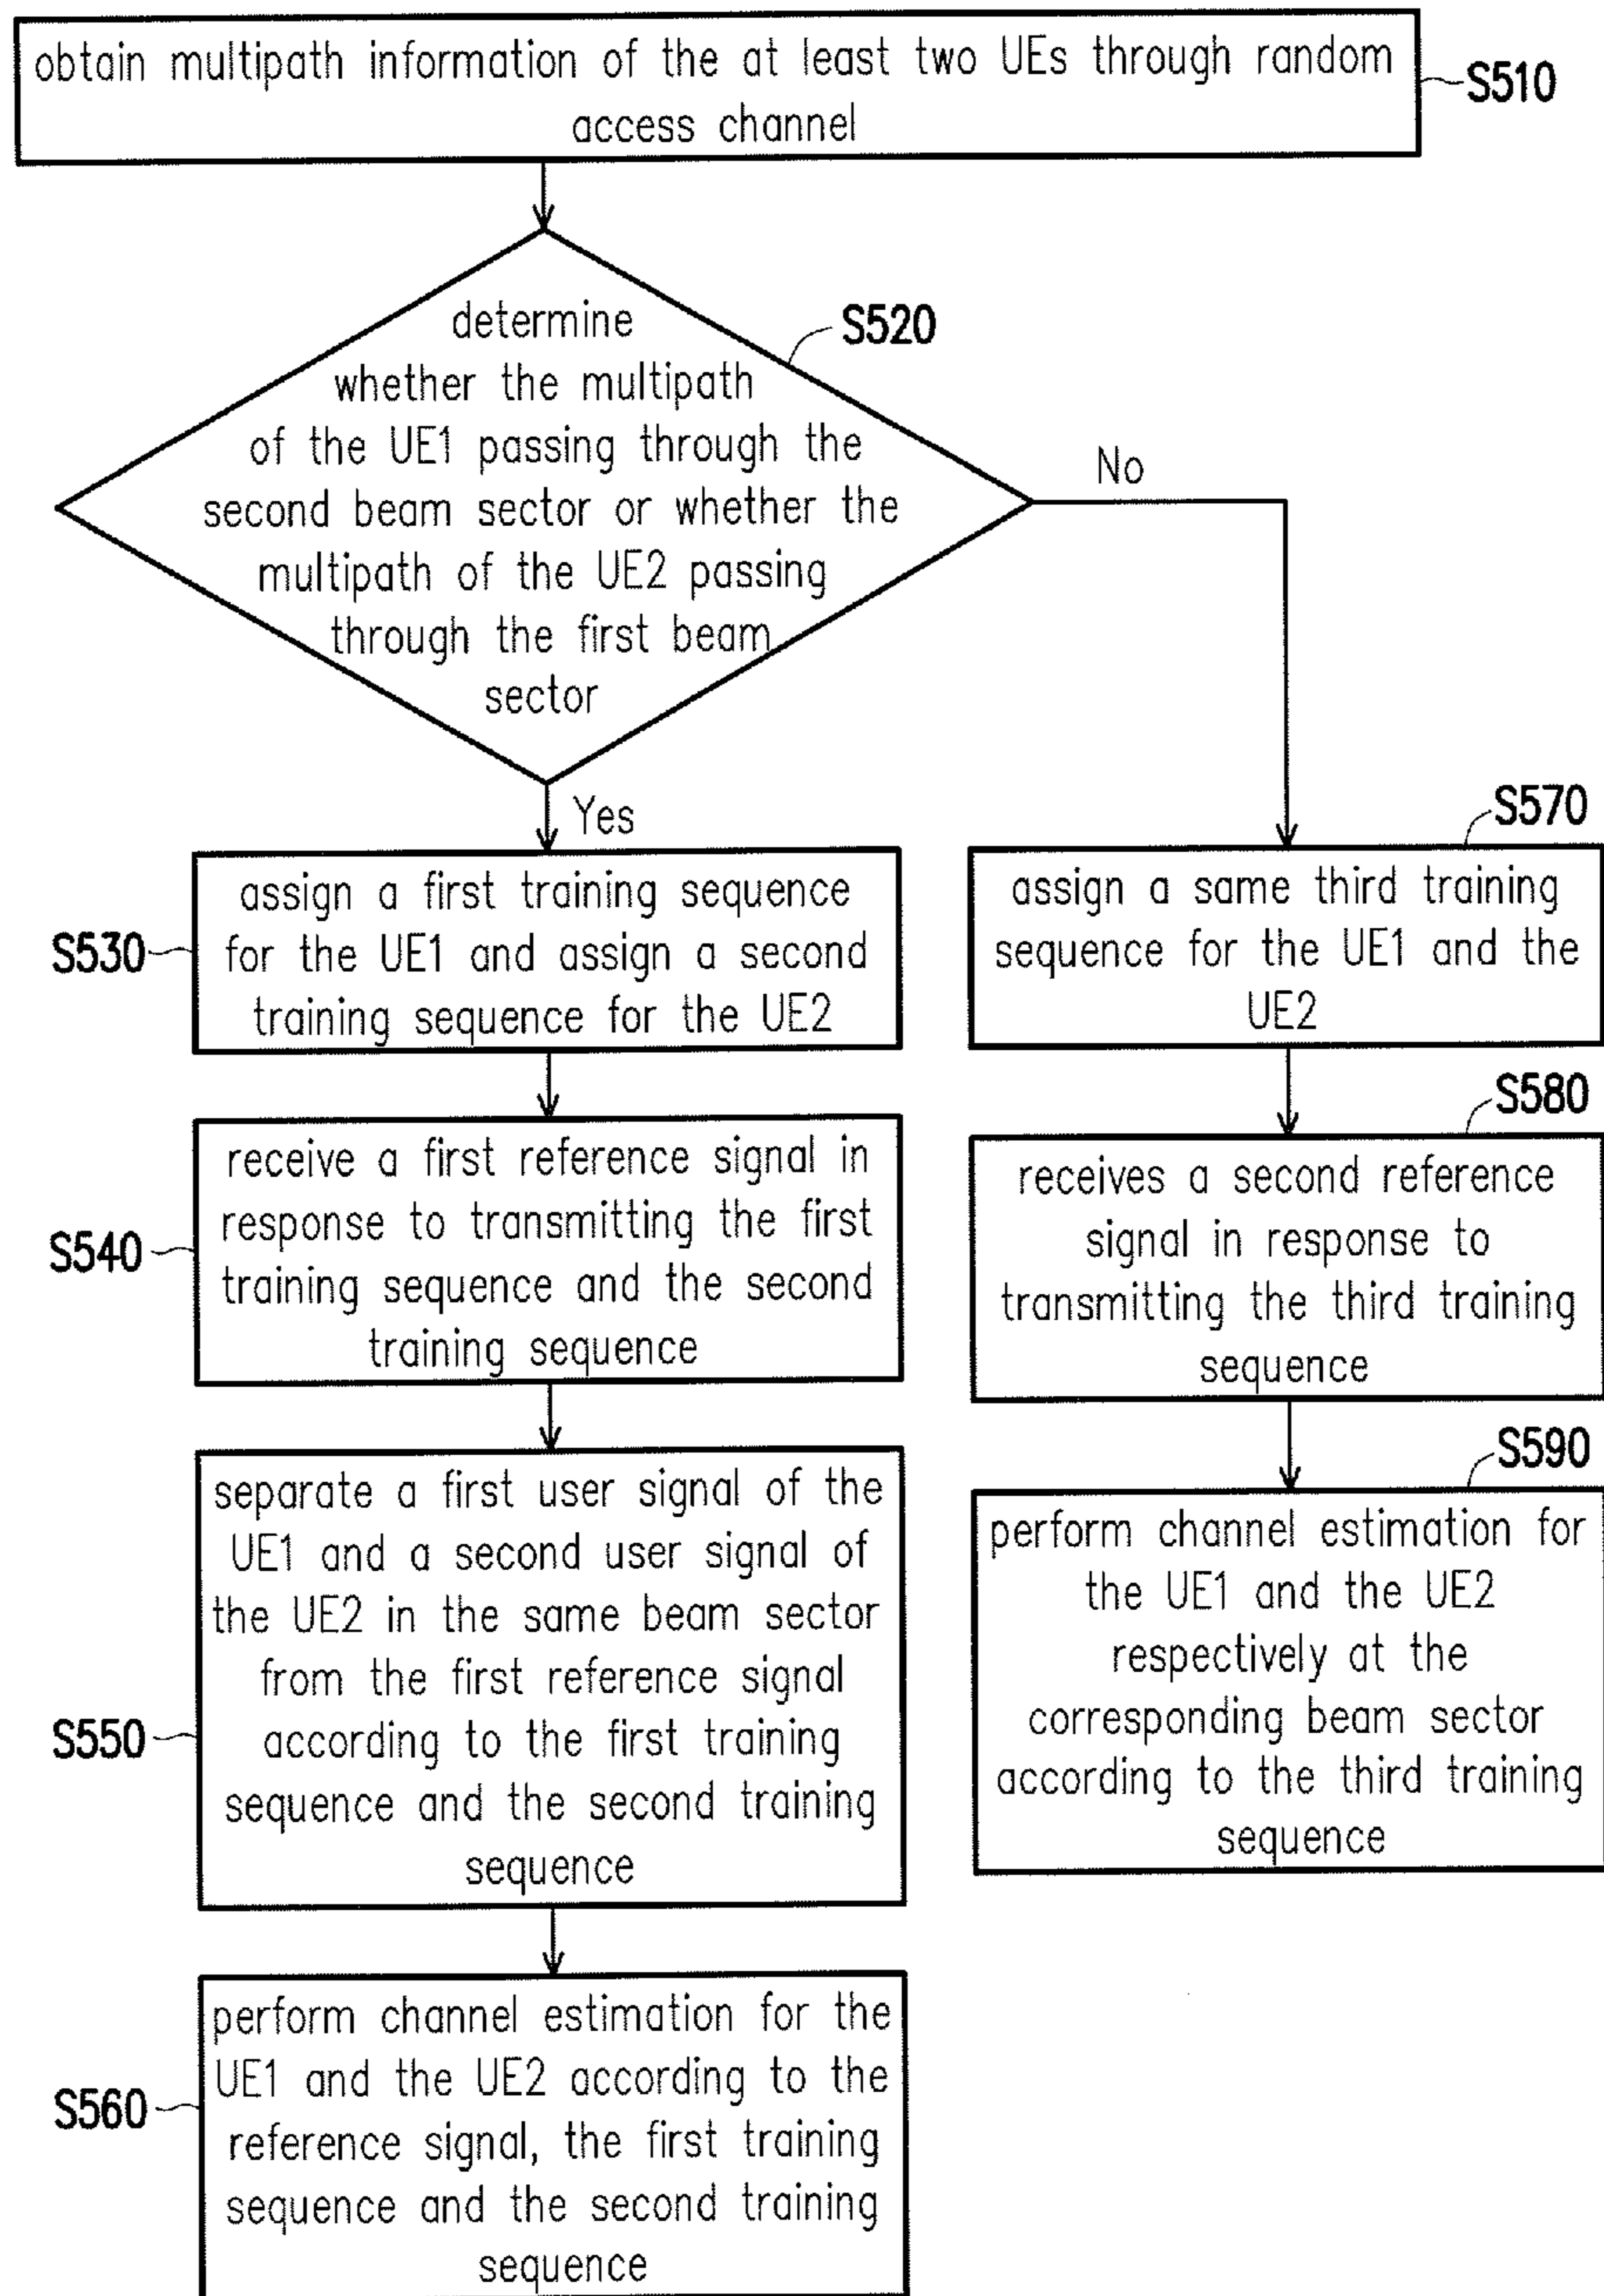 obtain multipath information of the at least two UEs through random
access channel
S510
determine
whether the multipath
of the UE1 passing through the
second beam sector or whether the
multipath of the UE2 passing
through the first beam
sector
S520
No
Yes
S530
assign a first training sequence
for the UE1 and assign a second
training sequence for the UE2
S540
receive a first reference signal in
response to transmitting the first
training sequence and the second
training sequence
S550
separate a first user signal of the
UE1 and a second user signal of
the UE2 in the same beam sector
from the first reference signal
according to the first training
sequence and the second training
sequence
S560
perform channel estimation for the
UE1 and the UE2 according to the
reference signal, the first training
sequence and the second training
sequence
S570
assign a same third training
sequence for the UE1 and the
UE2
S580
receives a second reference
signal in response to
transmitting the third training
sequence
S590
perform channel estimation for
the UE1 and the UE2
respectively at the
corresponding beam sector
according to the third training
sequence